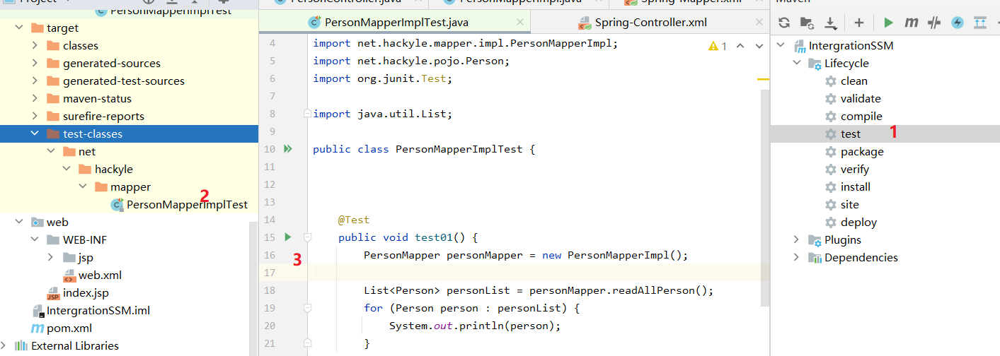 Project
PersonMapperImplTest
target
classes
generated-sources
generated-test-sources
maven-status
surefire-reports
test-classes
net
hackyle
mapper
2
PersonMapperImplTest
web
WEB-INF
jsp
web.xml
index.jsp
IntergrationSSM.iml
pom.xml
External Libraries
PersonController.java
PersonMapperImpl.java
Spring-Mapper.xml
PersonMapperImplTest.java
Spring-Controller.xml
1
4 import net.hackyle.mapper.impl.PersonMapperImpl;
5 import net.hackyle.pojo.Person;
6 import org.junit.Test;
7
8 import java.util.List;
9
10 public class PersonMapperImplTest {
11
12
13
14 @Test
15 public void test01() {
16 PersonMapper personMapper = new PersonMapperImpl();
3
17
18 List<Person> personList = personMapper.readAllPerson();
19 for (Person person : personList) {
20 System.out.println(person);
21 }
Maven
IntergrationSSM
Lifecycle
clean
validate
compile
test 1
package
verify
install
site
deploy
Plugins
Dependencies